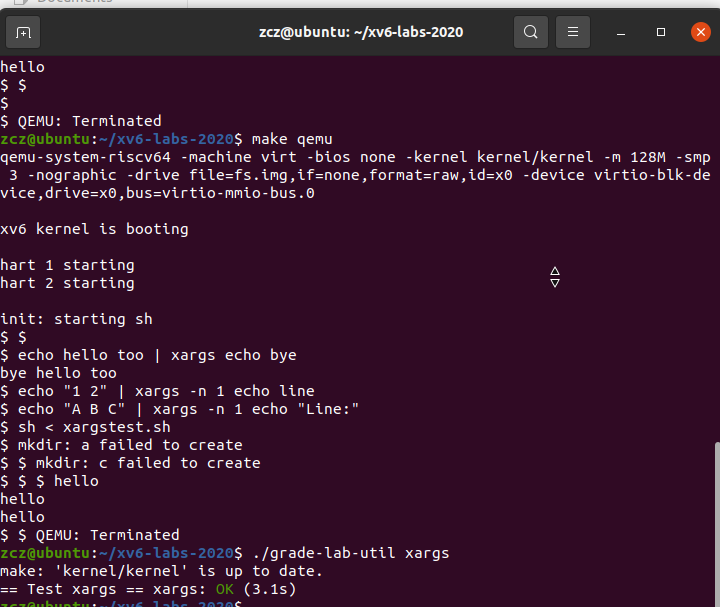 Documents
zcz@ubuntu: ~/xv6-labs-2020
hello
$ $
$
$ QEMU: Terminated
zcz@ubuntu:~/xv6-labs-2020$ make qemu
qemu-system-riscv64 -machine virt -bios none -kernel kernel/kernel -m 128M -smp
3 -nographic -drive file=fs.img,if=none,format=raw,id=x0 -device virtio-blk-de
vice,drive=x0,bus=virtio-mmio-bus.0
xv6 kernel is booting
hart 1 starting
hart 2 starting
init: starting sh
$ $
$ echo hello too | xargs echo bye
bye hello too
$ echo "1 2" | xargs -n 1 echo line
$ echo "A B C" | xargs -n 1 echo "Line:"
$ sh < xargstest.sh
$ mkdir: a failed to create
$ $ mkdir: c failed to create
$ $ $ hello
hello
hello
$ $ QEMU: Terminated
zcz@ubuntu:~/xv6-labs-2020$ ./grade-lab-util xargs
make: 'kernel/kernel' is up to date.
== Test xargs == xargs: OK (3.1s)
zcz@ubuntu:~/xv6-labs-2020$